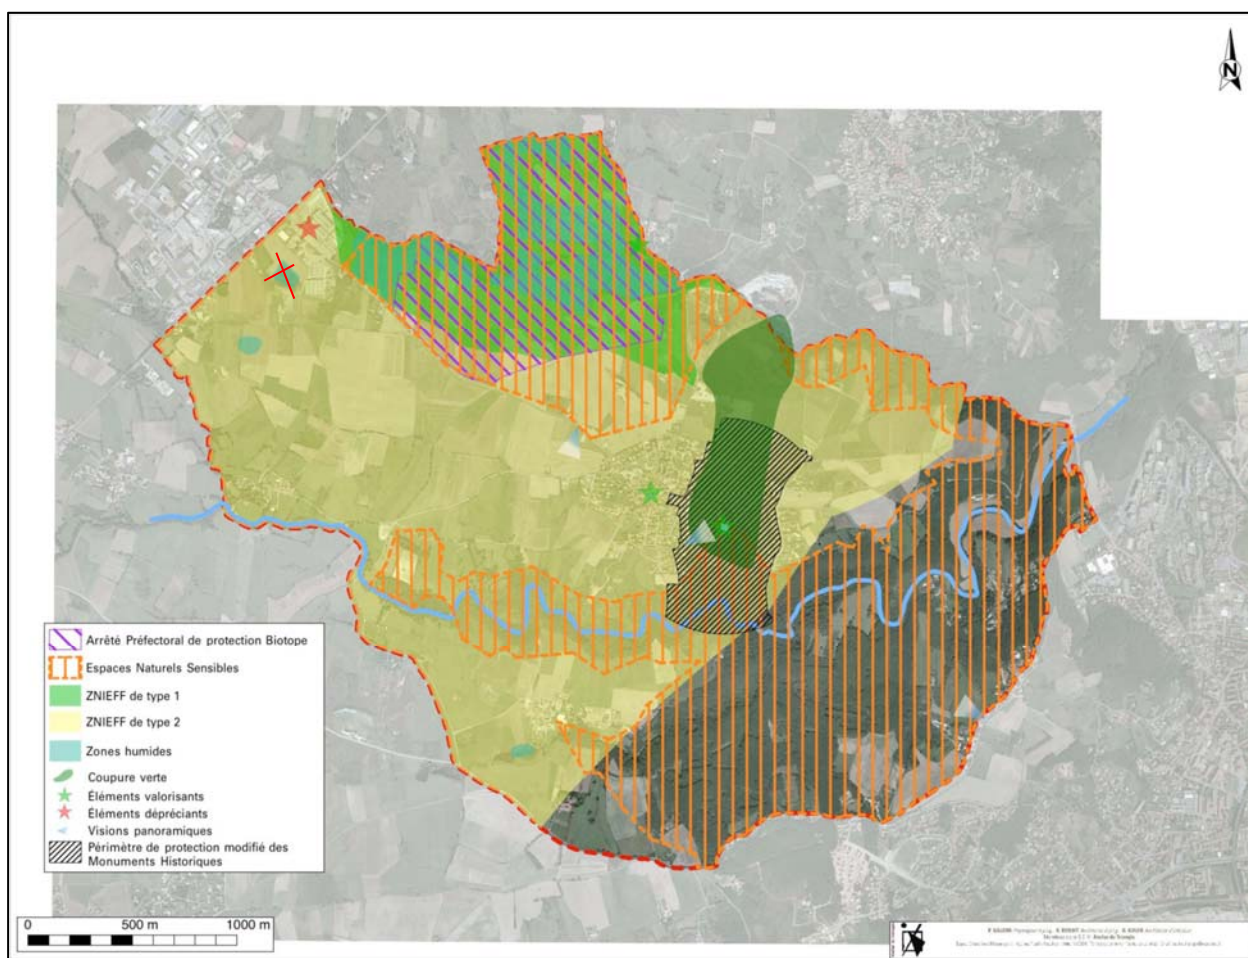 N
Arrêté Préfectoral de protection Biotope
Espaces Naturels Sensibles
ZNIEFF de type 1
ZNIEFF de type 2
Zones humides
Coupure verte
Éléments valorisants
Éléments dépréciants
Visions panoramiques
Périmètre de protection modifié des
Monuments Historiques
0 500 m 1000 m